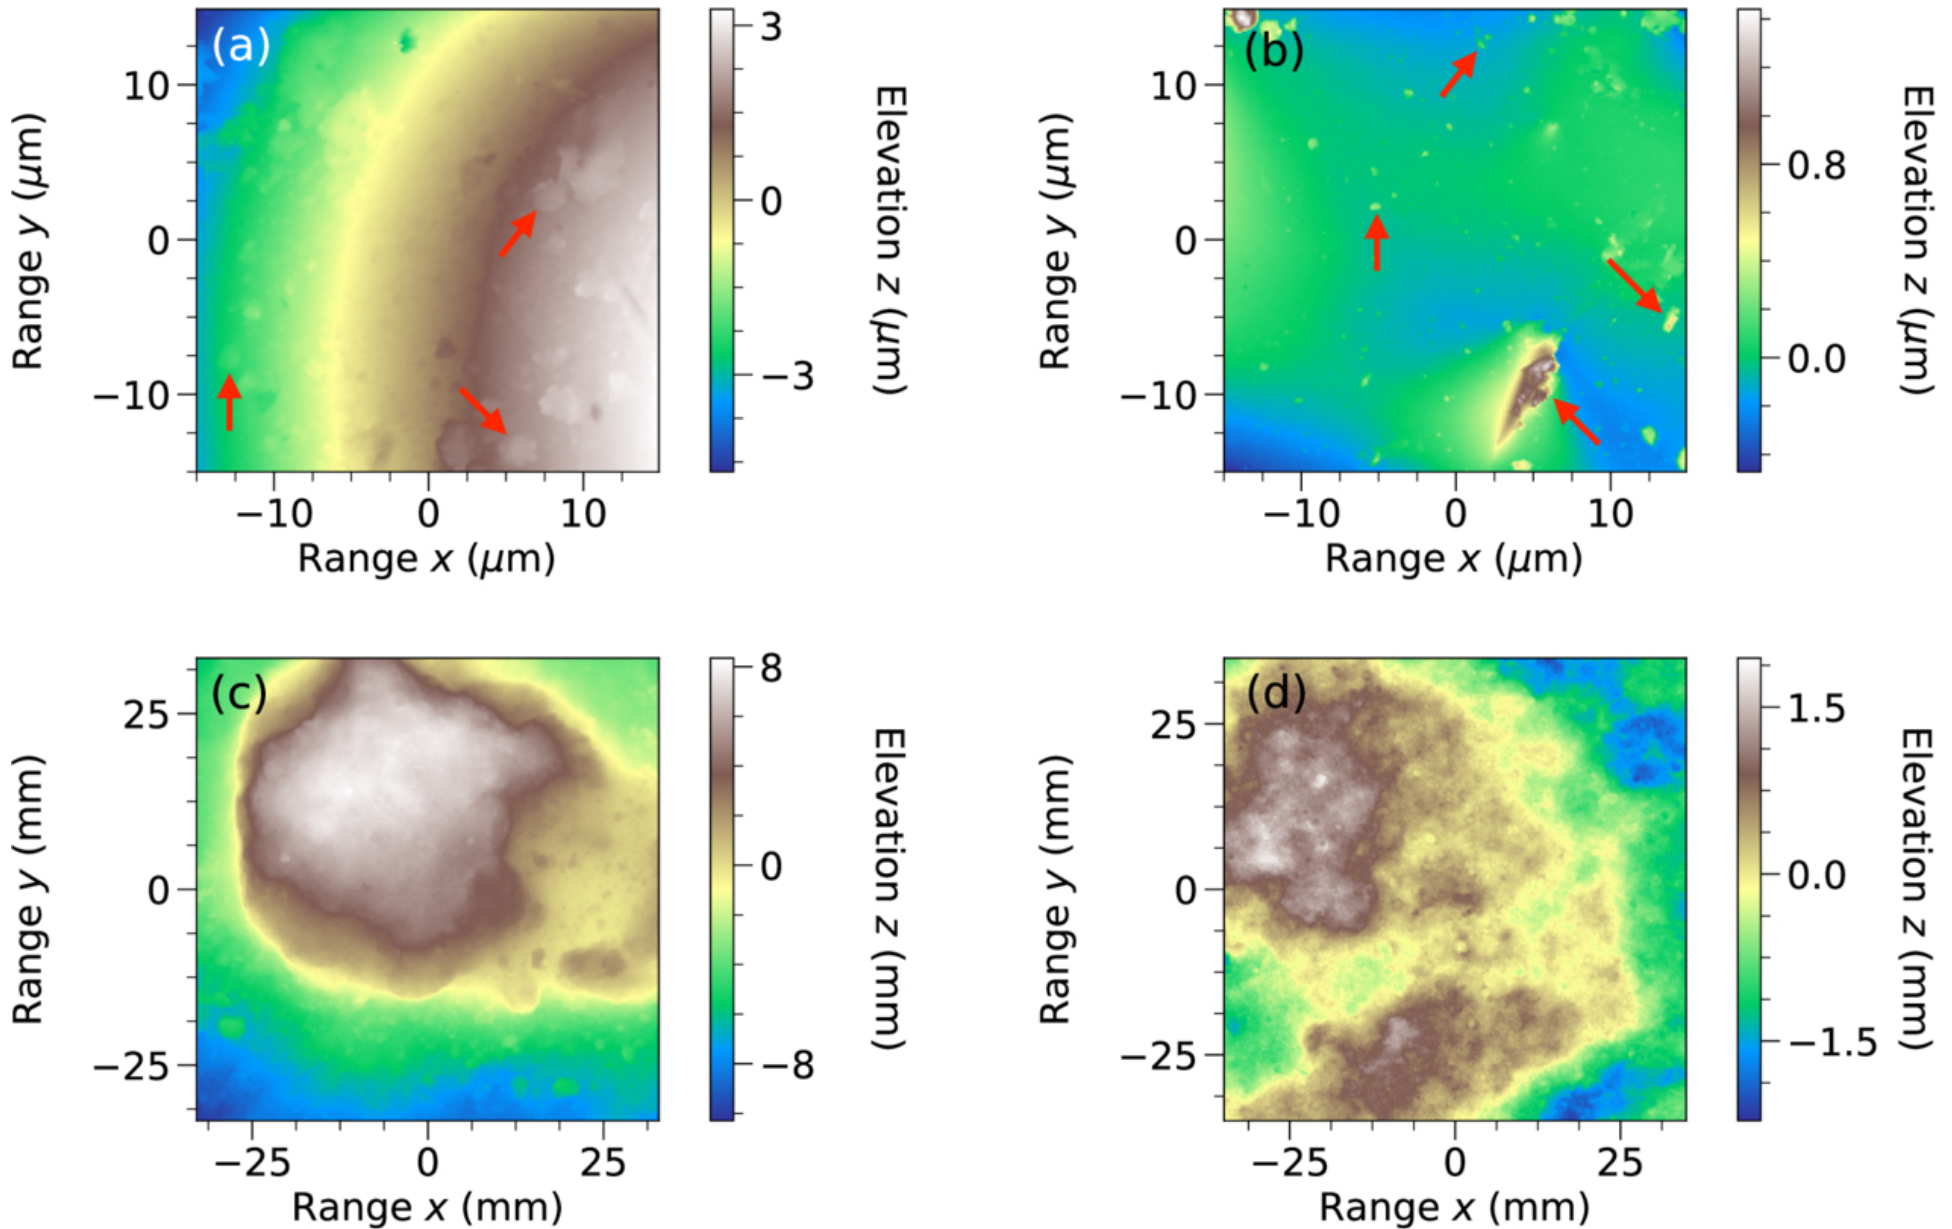 (a)
3
0
−3
10
0
−10
−10
0
10
Range y (μm)
Range x (μm)
Elevation z (μm)
(b)
0.8
0.0
10
0
−10
−10
0
10
Range y (μm)
Range x (μm)
Elevation z (μm)
(c)
8
0
−8
25
0
−25
−25
0
25
Range y (mm)
Range x (mm)
Elevation z (mm)
(d)
1.5
0.0
−1.5
25
0
−25
−25
0
25
Range y (mm)
Range x (mm)
Elevation z (mm)